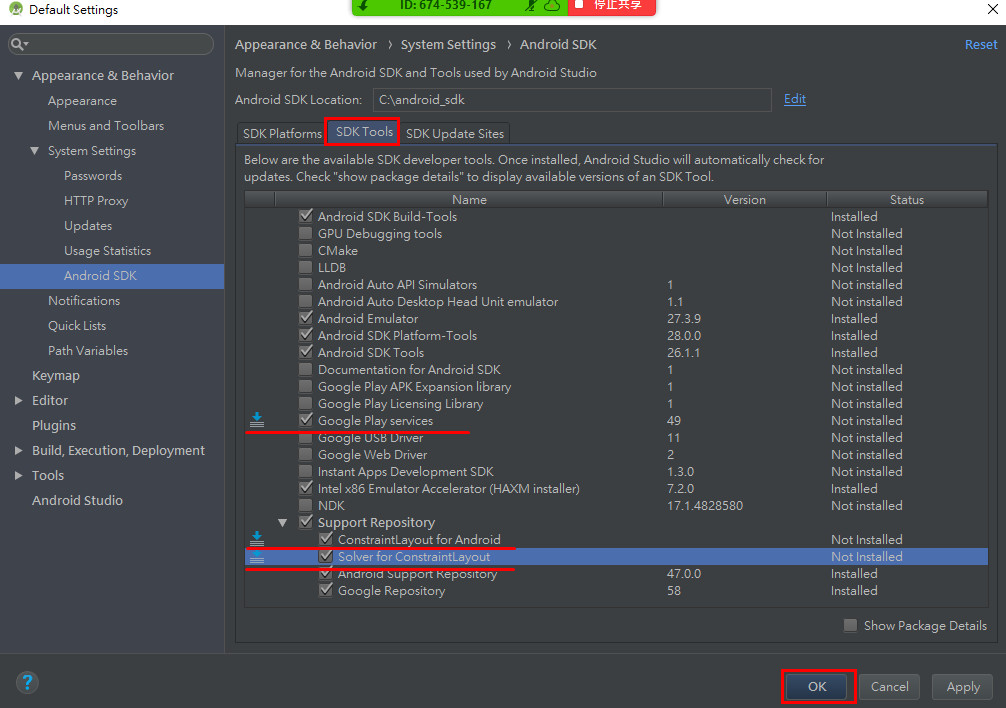 Default Settings
ID: 674-539-167
停止共享
Appearance & Behavior › System Settings › Android SDK
Reset
Manager for the Android SDK and Tools used by Android Studio
Android SDK Location: C:\android_sdk Edit
SDK Platforms SDK Tools SDK Update Sites
Below are the available SDK developer tools. Once installed, Android Studio will automatically check for
updates. Check "show package details" to display available versions of an SDK Tool.
Name Version Status
Android SDK Build-Tools Installed
GPU Debugging tools Not Installed
CMake Not Installed
LLDB Not Installed
Android Auto API Simulators 1 Not installed
Android Auto Desktop Head Unit emulator 1.1 Not installed
Android Emulator 27.3.9 Installed
Android SDK Platform-Tools 28.0.0 Installed
Android SDK Tools 26.1.1 Installed
Documentation for Android SDK 1 Not installed
Google Play APK Expansion library 1 Not installed
Google Play Licensing Library 1 Not installed
Google Play services 49 Not installed
Google USB Driver 11 Not installed
Google Web Driver 2 Not installed
Instant Apps Development SDK 1.3.0 Not installed
Intel x86 Emulator Accelerator (HAXM installer) 7.2.0 Installed
NDK 17.1.4828580 Not installed
Support Repository
ConstraintLayout for Android Not Installed
Solver for ConstraintLayout Not Installed
Android Support Repository 47.0.0 Installed
Google Repository 58 Installed
Show Package Details
Appearance & Behavior
Appearance
Menus and Toolbars
System Settings
Passwords
HTTP Proxy
Updates
Usage Statistics
Android SDK
Notifications
Quick Lists
Path Variables
Keymap
Editor
Plugins
Build, Execution, Deployment
Tools
Android Studio
?
OK Cancel Apply